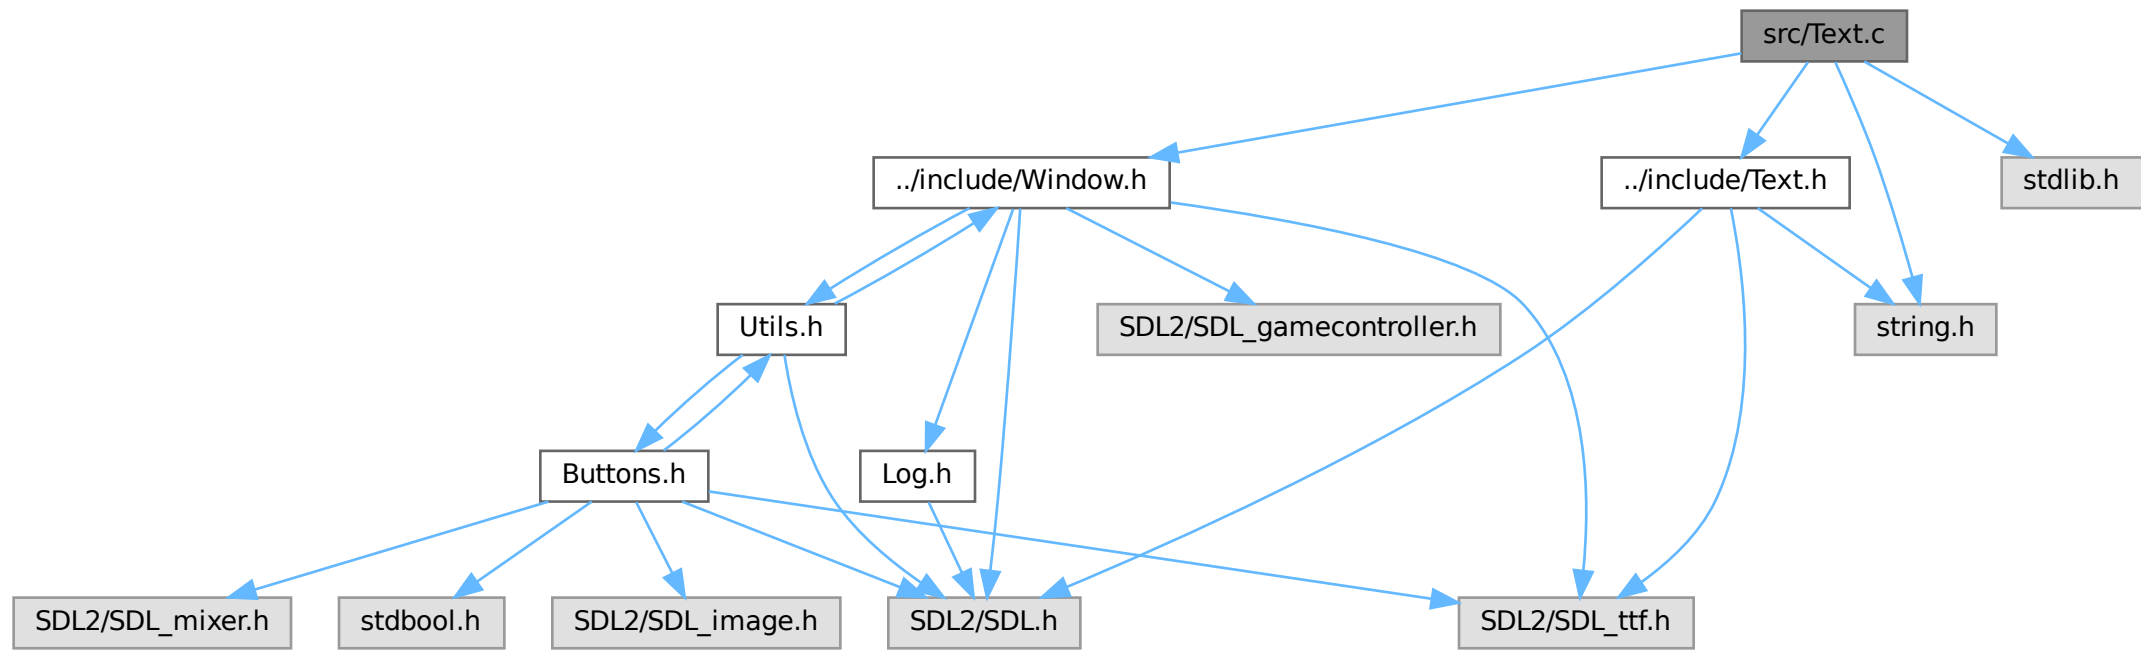 src/Text.c
../include/Window.h
../include/Text.h
stdlib.h
Utils.h
SDL2/SDL_gamecontroller.h
string.h
Buttons.h
Log.h
SDL2/SDL_mixer.h
stdbool.h
SDL2/SDL_image.h
SDL2/SDL.h
SDL2/SDL_ttf.h